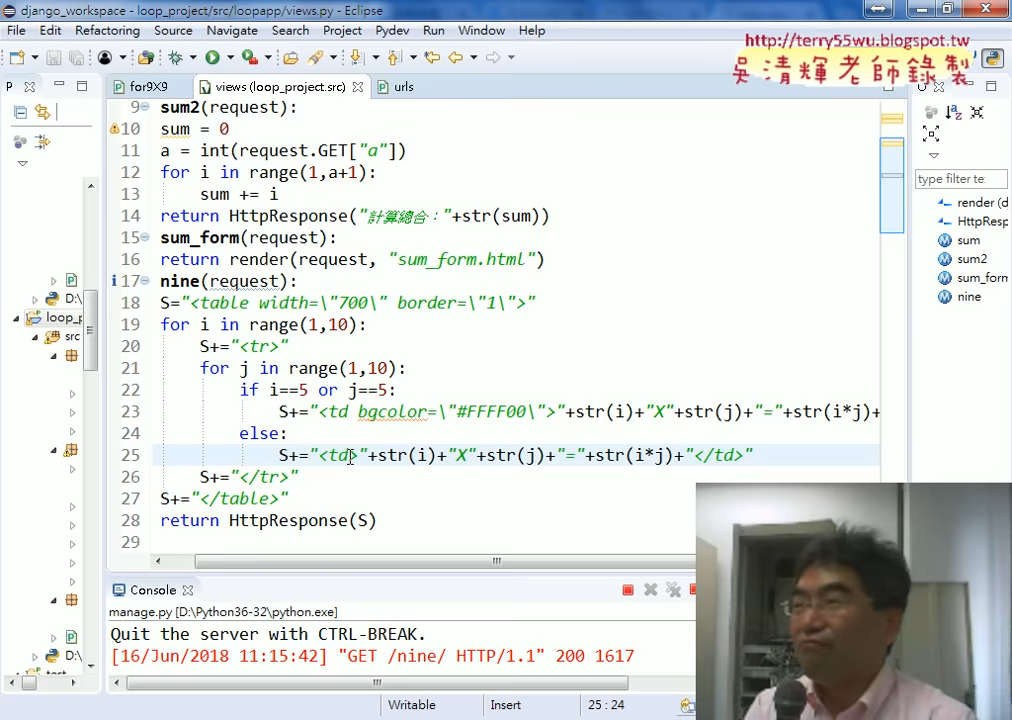 django_workspace - loop_project/src/loopapp/views.py - Eclipse
File Edit Refactoring Source Navigate Search Project Pydev Run Window Help
http://terry55wu.blogspot.tw
吳清輝老師錄製
P
for9X9
views (loop_project.src)
urls
9 sum2(request):
10 sum = 0
11 a = int(request.GET["a"])
12 for i in range(1,a+1):
13 sum += i
14 return HttpResponse("計算總合："+str(sum))
15 sum_form(request):
16 return render(request, "sum_form.html")
17 nine(request):
18 S="<table width=\"700\" border=\"1\">"
19 for i in range(1,10):
20 S+="<tr>"
21 for j in range(1,10):
22 if i==5 or j==5:
23 S+="<td bgcolor=\"#FFFF00\">"+str(i)+"X"+str(j)+"="+str(i*j)+
24 else:
25 S+="<td>"+str(i)+"X"+str(j)+"="+str(i*j)+"</td>"
26 S+="</tr>"
27 S+="</table>"
28 return HttpResponse(S)
29
type filter te
render (d
HttpResp
sum
sum2
sum_form
nine
P
D:\
loop_p
src
P
D:\
Console
manage.py [D:\Python36-32\python.exe]
Quit the server with CTRL-BREAK.
[16/Jun/2018 11:15:42] "GET /nine/ HTTP/1.1" 200 1617
Writable
Insert
25 : 24